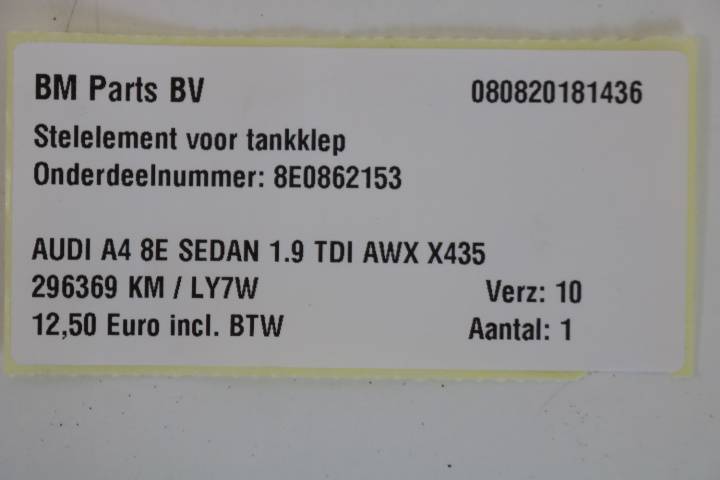 BM Parts BV 080820181436
Stelelement voor tankklep
Onderdeelnummer: 8E0862153
AUDI A4 8E SEDAN 1.9 TDI AWX X435
296369 KM / LY7W Verz: 10
12,50 Euro incl. BTW Aantal: 1